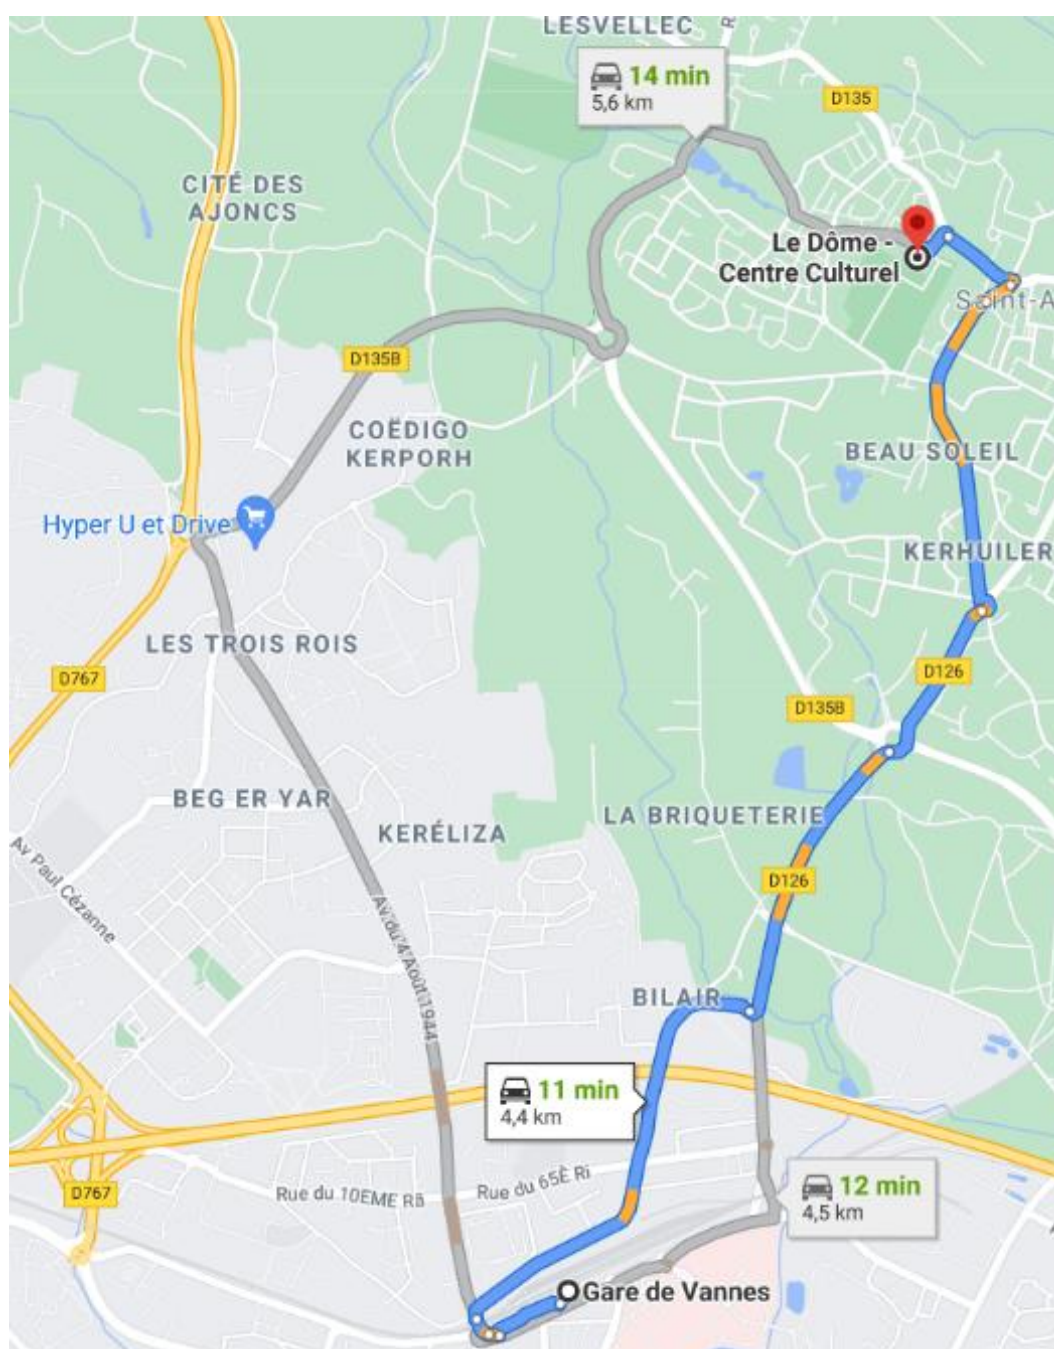 LESVELLEC
R
14 min
5,6 km
D135
CITÉ DES
AJONCS
Le Dôme -
Centre Culturel
Saint-A
D135B
COËDIGO
KERPORH
BEAU SOLEIL
Hyper U et Drive
KERHUILER
LES TROIS ROIS
D767
D126
D135B
BEG ER YAR
KERÉLIZA
LA BRIQUETERIE
Av Paul Cézanne
D126
Av. du 4 Août 1944
BILAIR
11 min
4,4 km
D767
Rue du 10EME RB
Rue du 65È Ri
12 min
4,5 km
Gare de Vannes